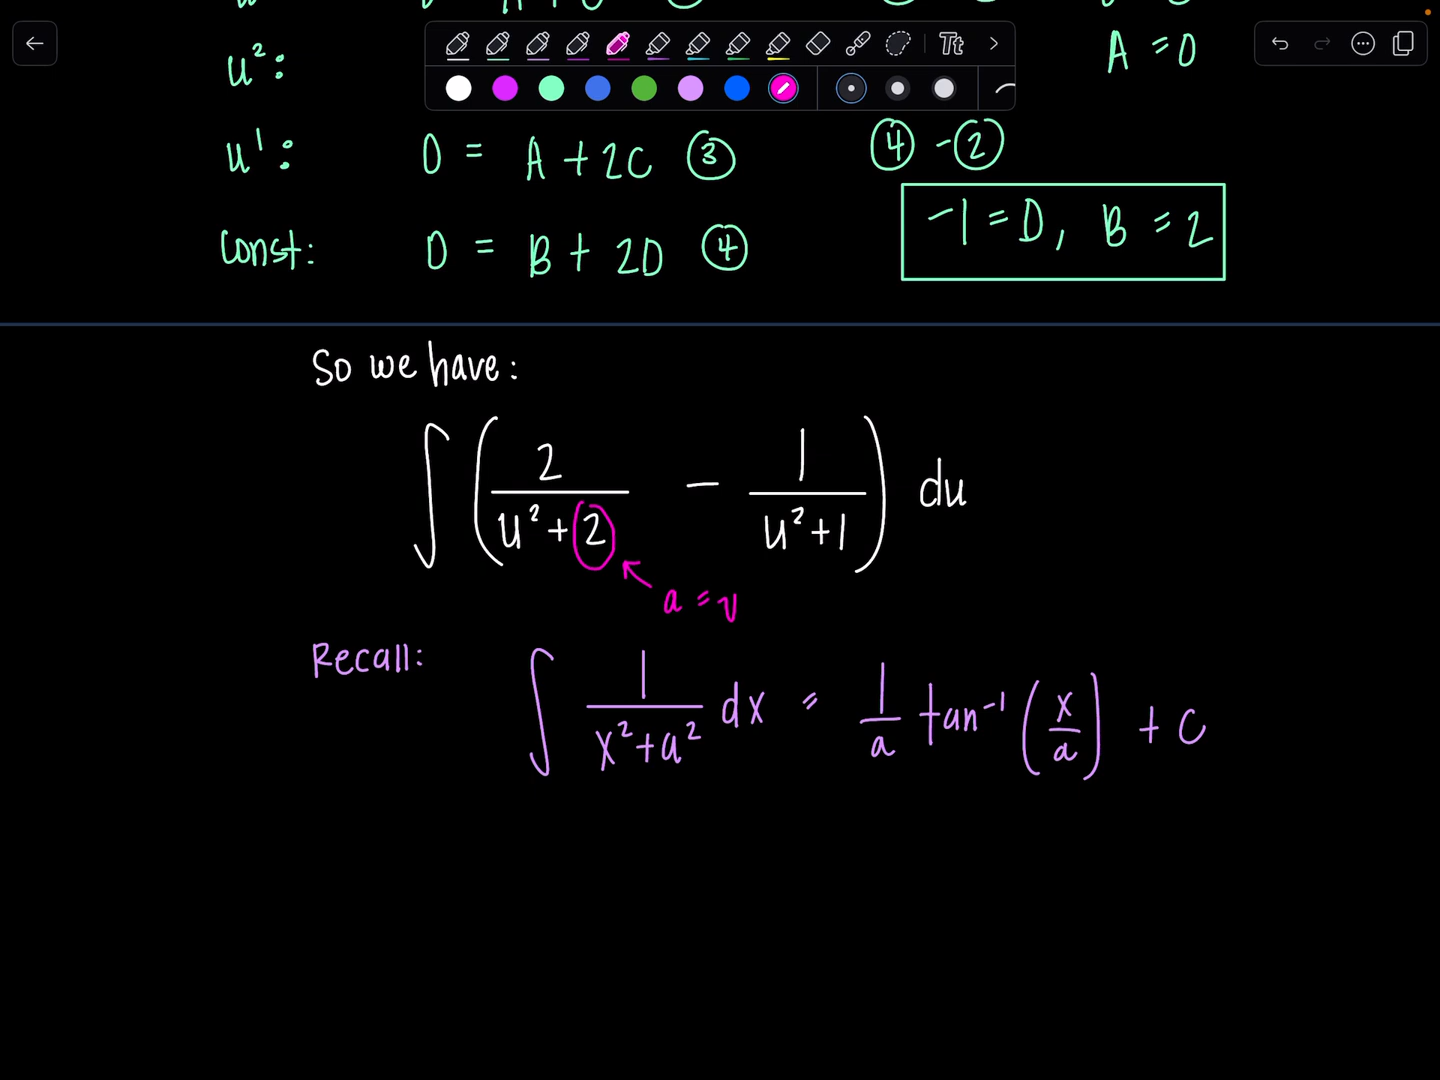 u²:
A = 0
u¹: 0 = A + 2C ③ ④ - ②
Const: 0 = B + 2D ④ -1 = D, B = 2
So we have:
∫ ( 2/(u² + 2) - 1/(u² + 1) ) du
a =
Recall: ∫ 1/(x² + a²) dx = 1/a tan⁻¹ (x/a) + C
Tt